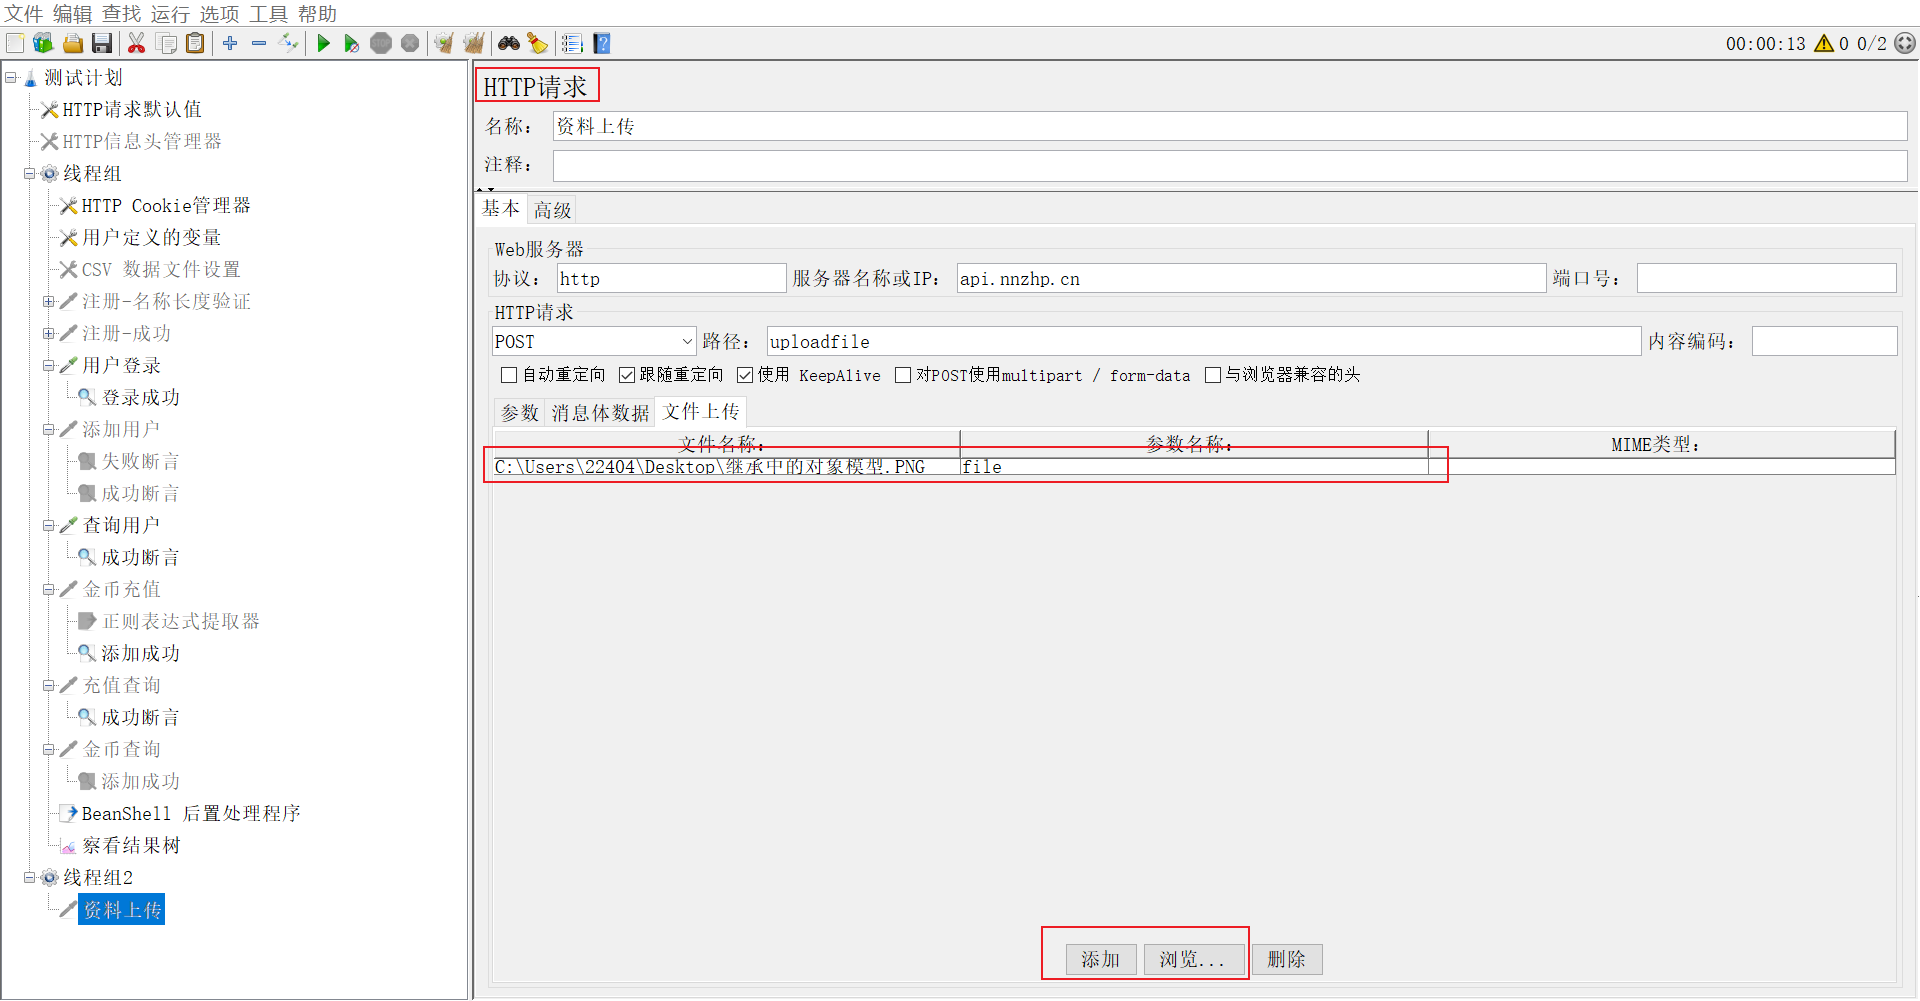 文件 编辑 查找 运行 选项 工具 帮助
00:00:13 0 0/2
测试计划
HTTP请求默认值
HTTP信息头管理器
线程组
HTTP Cookie管理器
用户定义的变量
CSV 数据文件设置
注册-名称长度验证
注册-成功
用户登录
登录成功
添加用户
失败断言
成功断言
查询用户
成功断言
金币充值
正则表达式提取器
添加成功
充值查询
成功断言
金币查询
添加成功
BeanShell 后置处理程序
察看结果树
线程组2
资料上传
HTTP请求
名称： 资料上传
注释：
基本 高级
Web服务器
协议： http 服务器名称或IP： api.nnzhp.cn 端口号：
HTTP请求
POST 路径： uploadfile 内容编码：
自动重定向 跟随重定向 使用 KeepAlive 对POST使用multipart / form-data 与浏览器兼容的头
参数 消息体数据 文件上传
文件名称： 参数名称： MIME类型：
C:\Users\22404\Desktop\继承中的对象模型.PNG file
添加 浏览... 删除